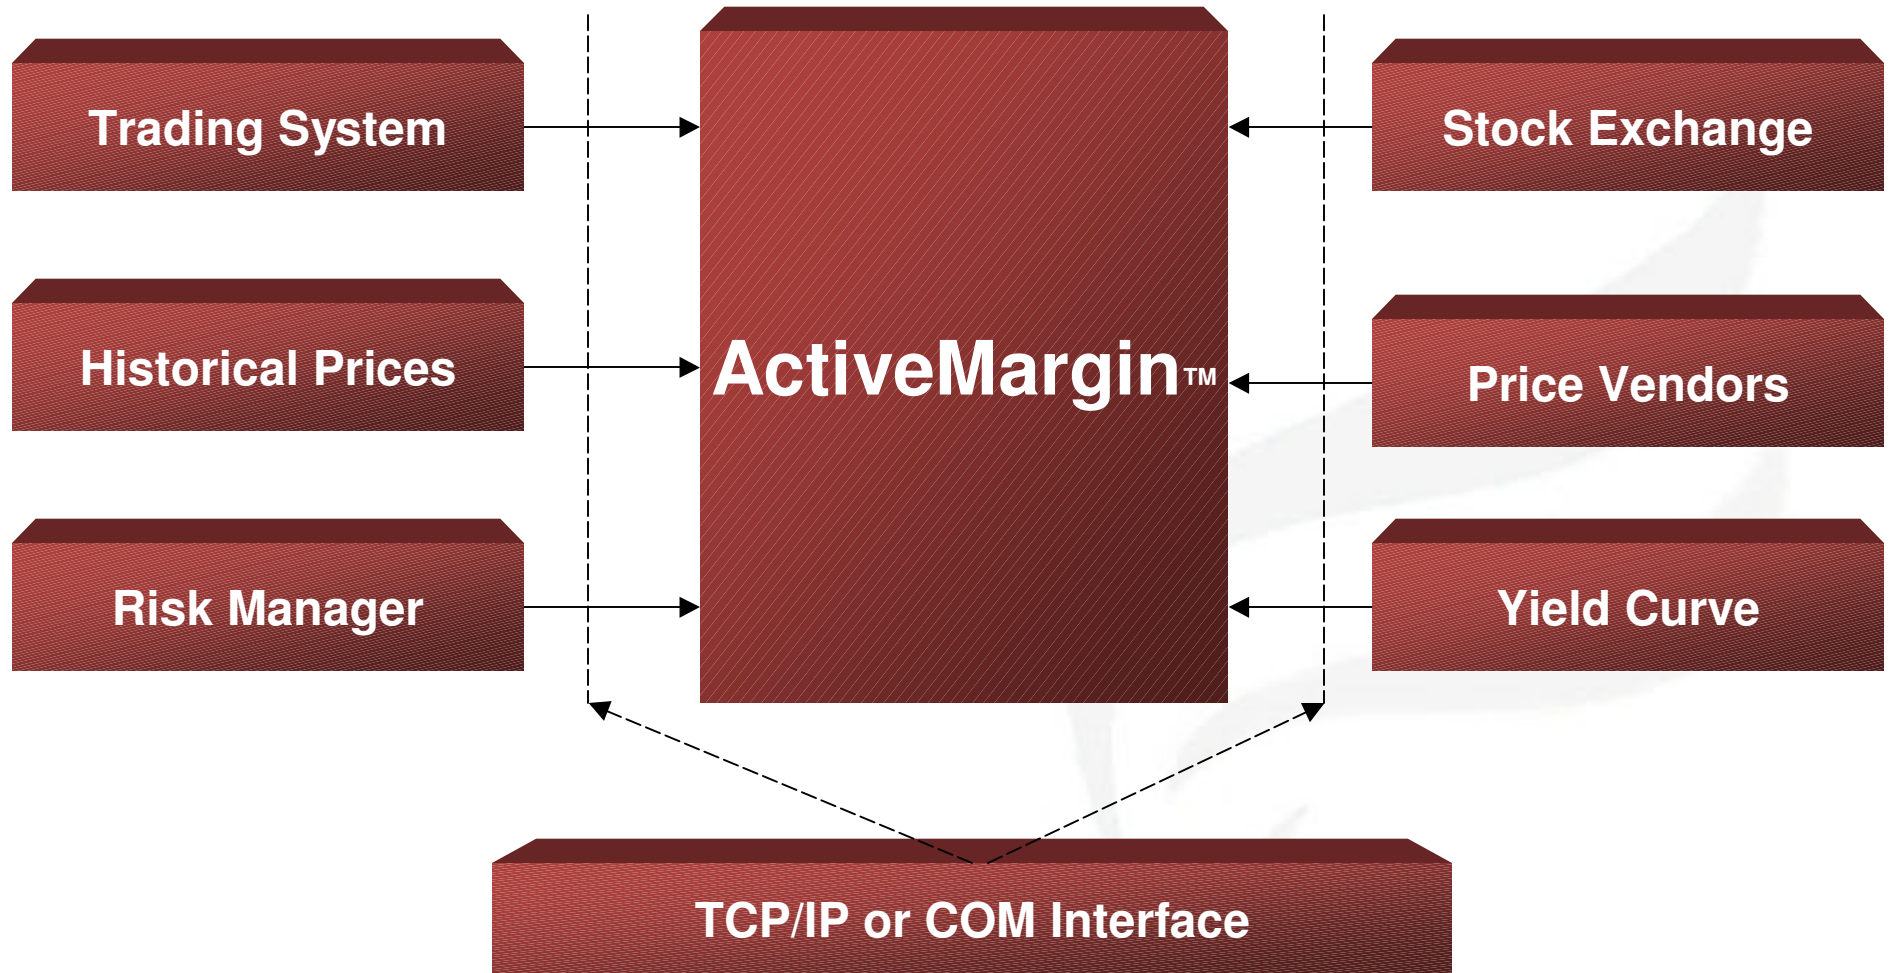 Trading System
Stock Exchange
Historical Prices
ActiveMargin™
Price Vendors
Risk Manager
Yield Curve
TCP/IP or COM Interface